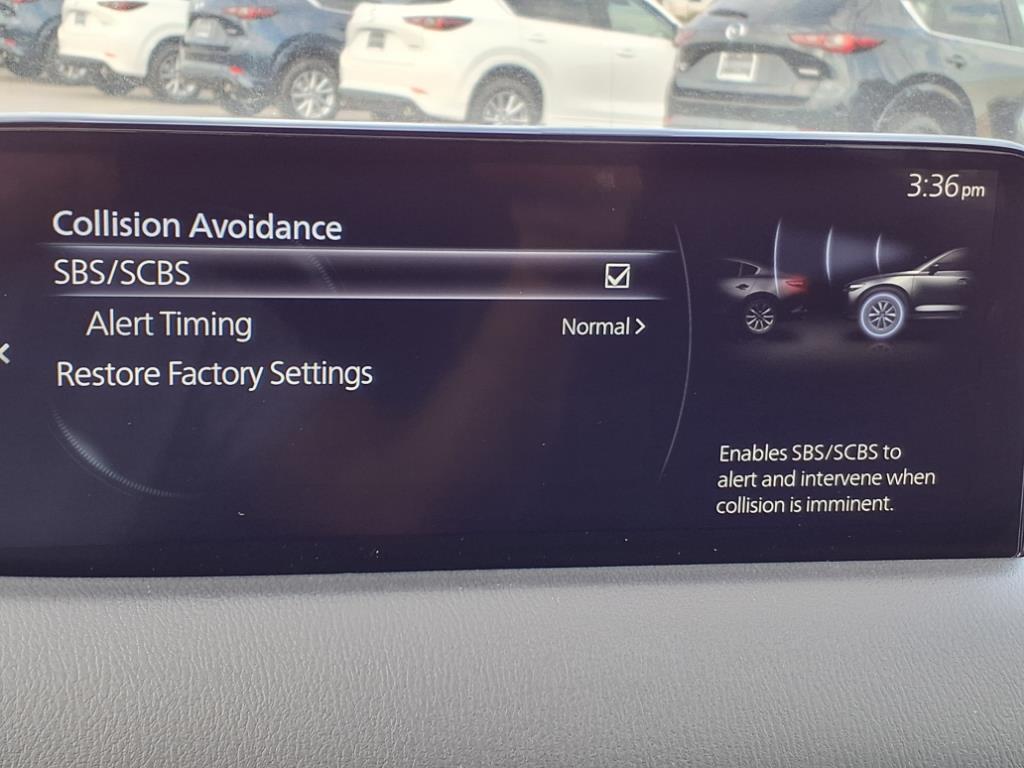 3:36pm
Collision Avoidance
SBS/SCBS
Alert Timing Normal >
Restore Factory Settings
Enables SBS/SCBS to
alert and intervene when
collision is imminent.